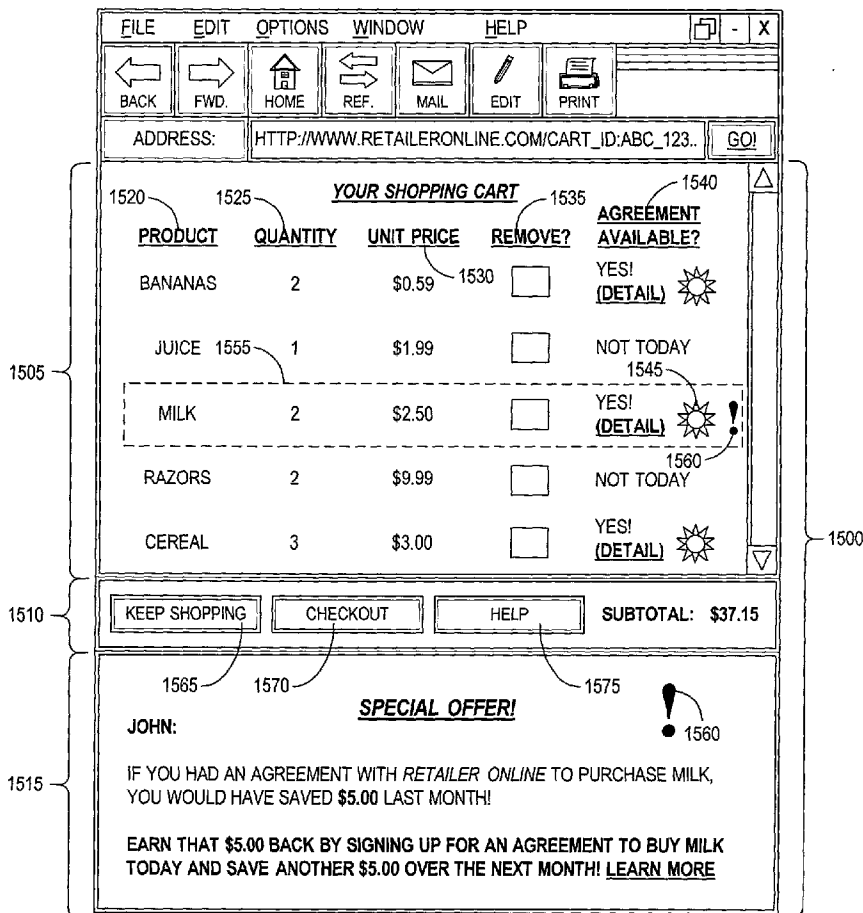 FILE EDIT OPTIONS WINDOW HELP - X
BACK FWD. HOME REF. MAIL EDIT PRINT
ADDRESS: HTTP://WWW.RETAILERONLINE.COM/CART_ID:ABC_123.. GO!
YOUR SHOPPING CART
1520 1525 1535 1540
PRODUCT QUANTITY UNIT PRICE REMOVE? AGREEMENT AVAILABLE?
1530
BANANAS 2 $0.59 YES! (DETAIL)
JUICE 1555 1 $1.99 NOT TODAY
1505
1545
MILK 2 $2.50 YES! (DETAIL) !
1560
RAZORS 2 $9.99 NOT TODAY
CEREAL 3 $3.00 YES! (DETAIL)
1500
1510
KEEP SHOPPING CHECKOUT HELP SUBTOTAL: $37.15
1565 1570 1575
SPECIAL OFFER! !
1560
JOHN:
1515
IF YOU HAD AN AGREEMENT WITH RETAILER ONLINE TO PURCHASE MILK,
YOU WOULD HAVE SAVED $5.00 LAST MONTH!
EARN THAT $5.00 BACK BY SIGNING UP FOR AN AGREEMENT TO BUY MILK
TODAY AND SAVE ANOTHER $5.00 OVER THE NEXT MONTH! LEARN MORE